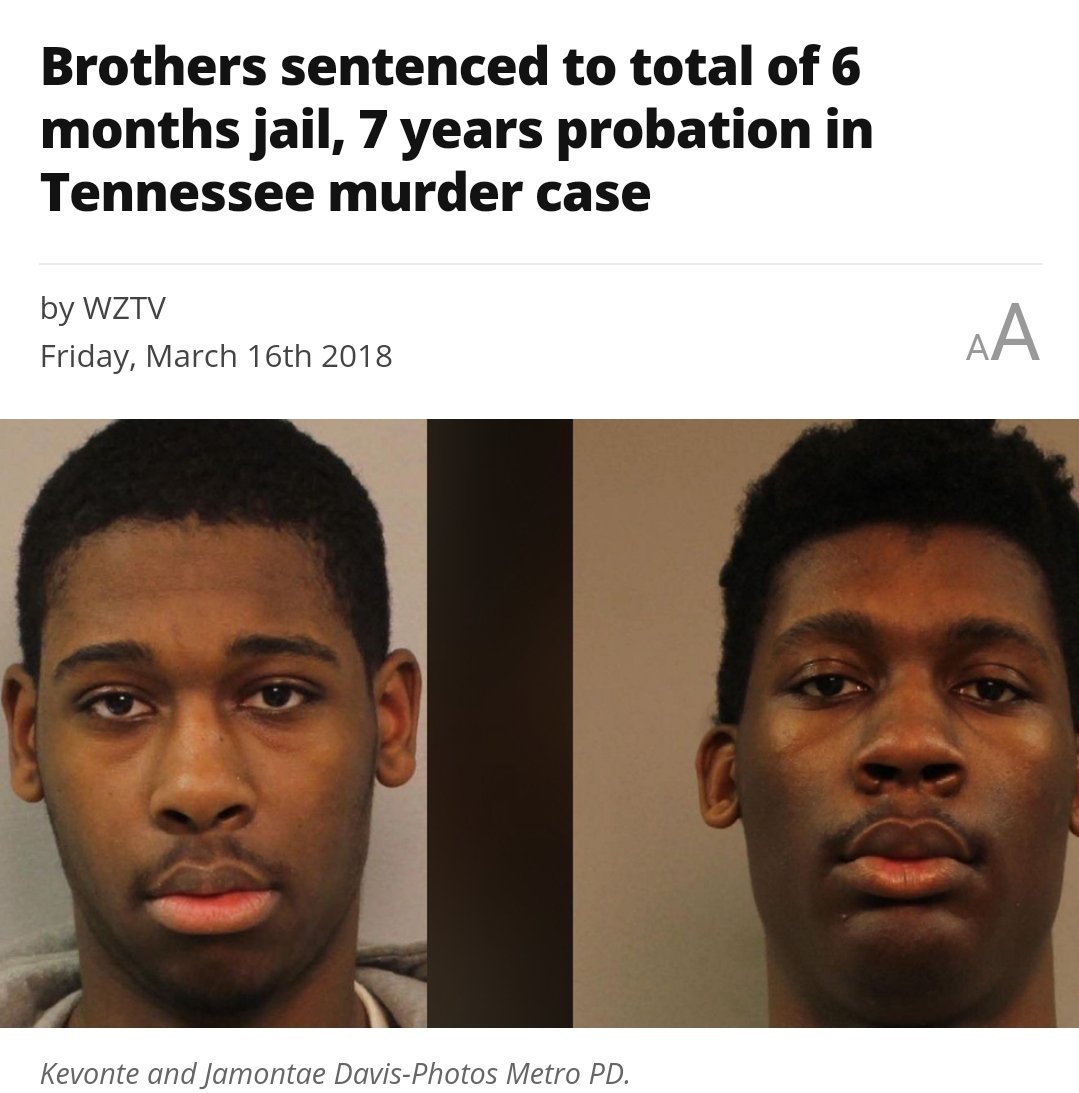 Brothers sentenced to total of 6
months jail, 7 years probation in
Tennessee murder case
by WZTV
Friday, March 16th 2018
AA
Kevonte and Jamontae Davis-Photos Metro PD.